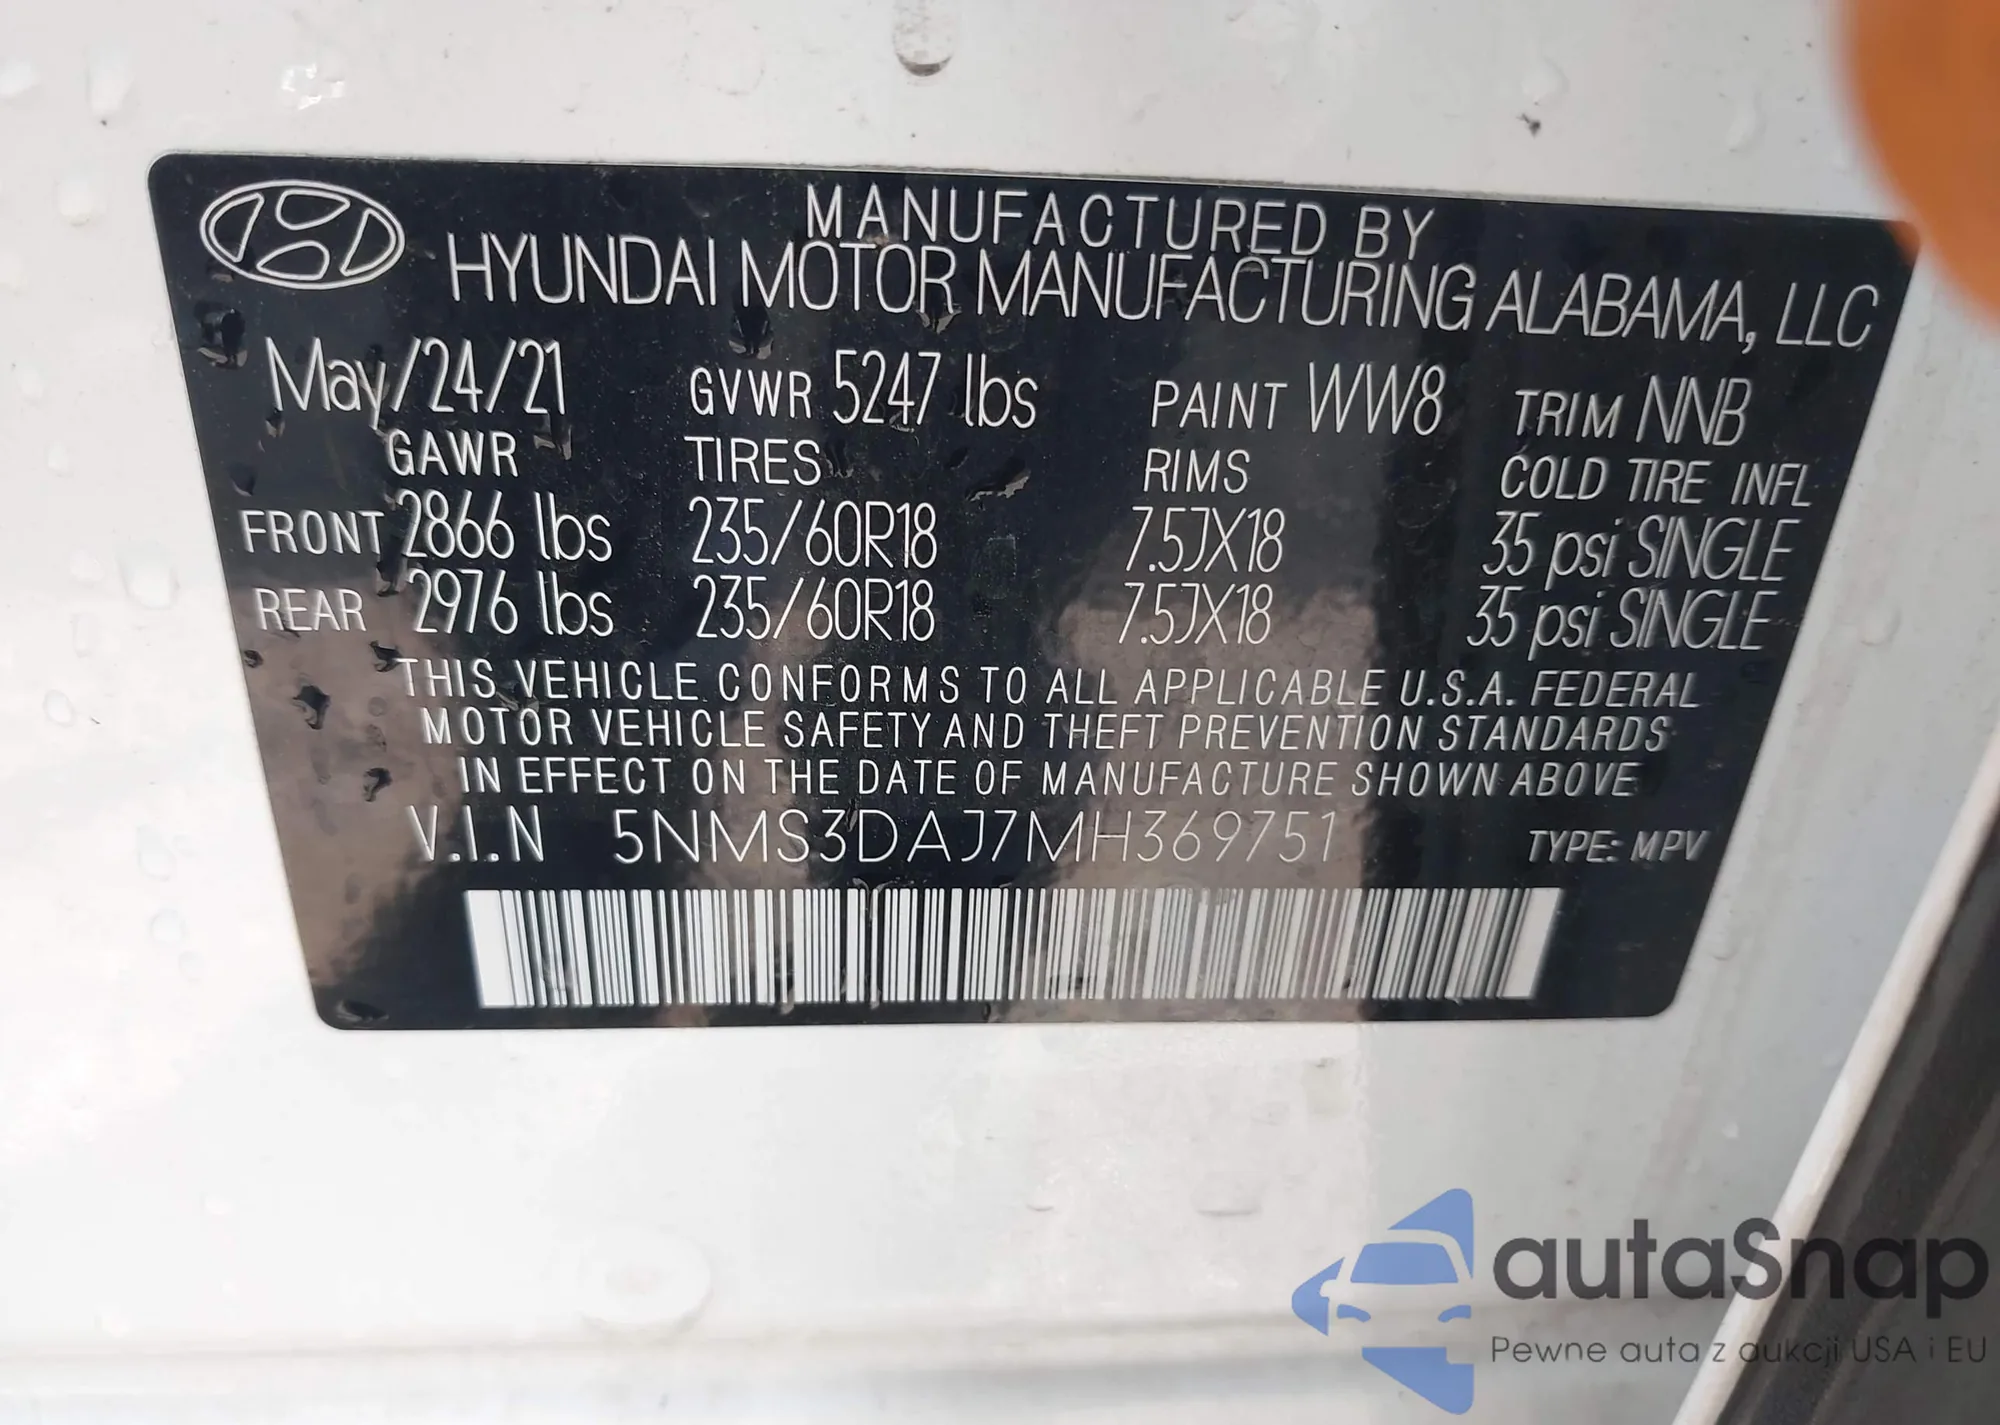 MANUFACTURED BY
HYUNDAI MOTOR MANUFACTURING ALABAMA, LLC
May/24/21 GVWR 5247 lbs PAINT WW8 TRIM NNB
GAWR TIRES RIMS COLD TIRE INFL
FRONT 2866 lbs 235/60R18 7.5JX18 35 psi SINGLE
REAR 2976 lbs 235/60R18 7.5JX18 35 psi SINGLE
THIS VEHICLE CONFORMS TO ALL APPLICABLE U.S.A. FEDERAL
MOTOR VEHICLE SAFETY AND THEFT PREVENTION STANDARDS
IN EFFECT ON THE DATE OF MANUFACTURE SHOWN ABOVE
V.I.N 5NMS3DAJ7MH369751 TYPE: MPV
autaSnap
Pewne auta z aukcji USA i EU